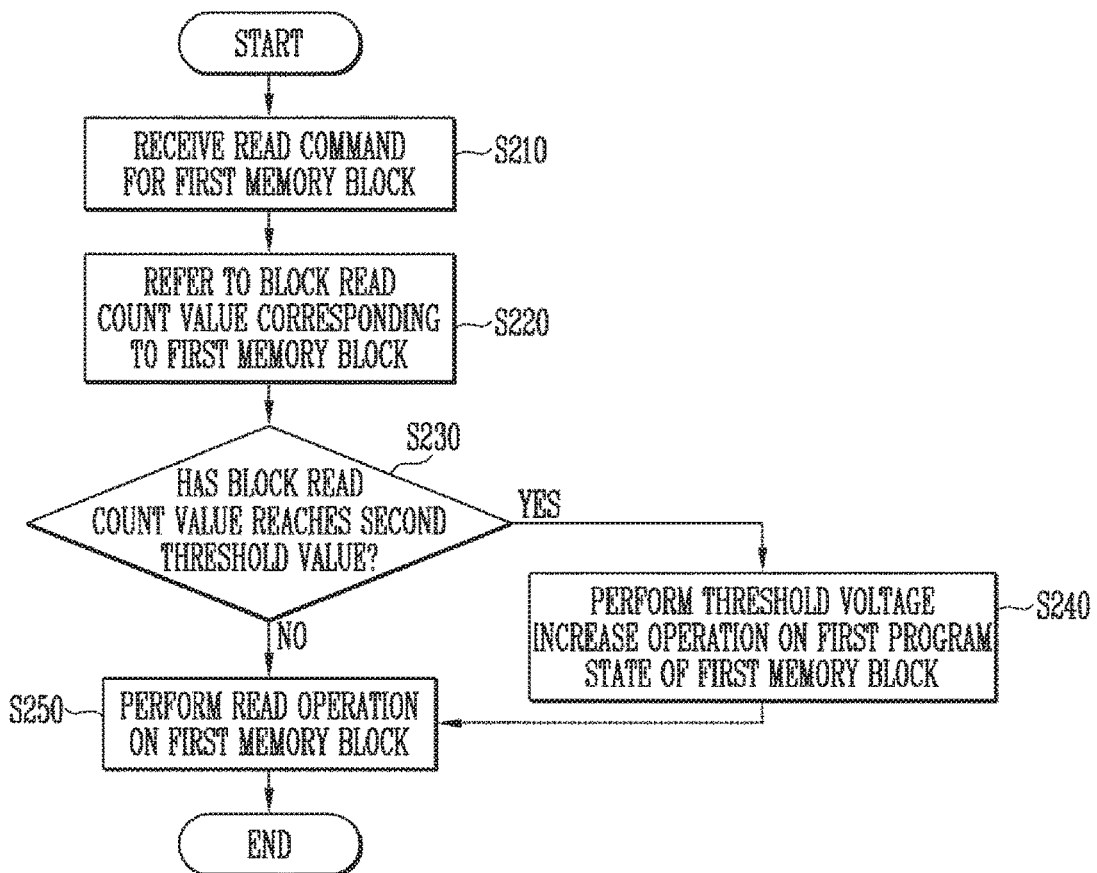 START
RECEIVE READ COMMAND
FOR FIRST MEMORY BLOCK
S210
REFER TO BLOCK READ
COUNT VALUE CORRESPONDING
TO FIRST MEMORY BLOCK
S220
S230
HAS BLOCK READ
COUNT VALUE REACHES SECOND
THRESHOLD VALUE?
YES
PERFORM THRESHOLD VOLTAGE
INCREASE OPERATION ON FIRST PROGRAM
STATE OF FIRST MEMORY BLOCK
S240
NO
S250
PERFORM READ OPERATION
ON FIRST MEMORY BLOCK
END